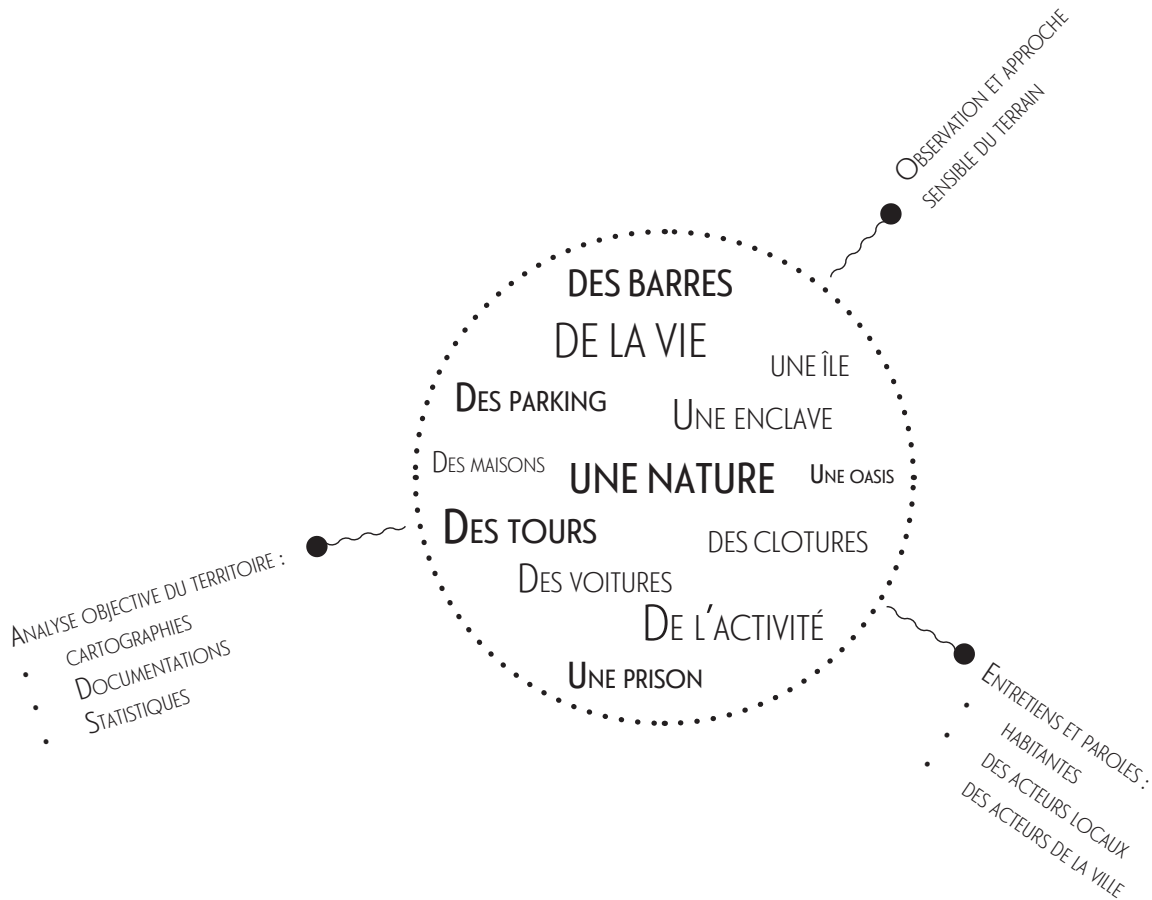 Observation et approche
sensible du terrain
DES BARRES
DE LA VIE
UNE ÎLE
Des parking
Une enclave
Des maisons
UNE NATURE
Une oasis
Des tours
DES CLOTURES
Des voitures
De l'activité
Une prison
Analyse objective du territoire :
• cartographies
• Documentations
• Statistiques
Entretiens et paroles :
• habitantes
• des acteurs locaux
• des acteurs de la ville